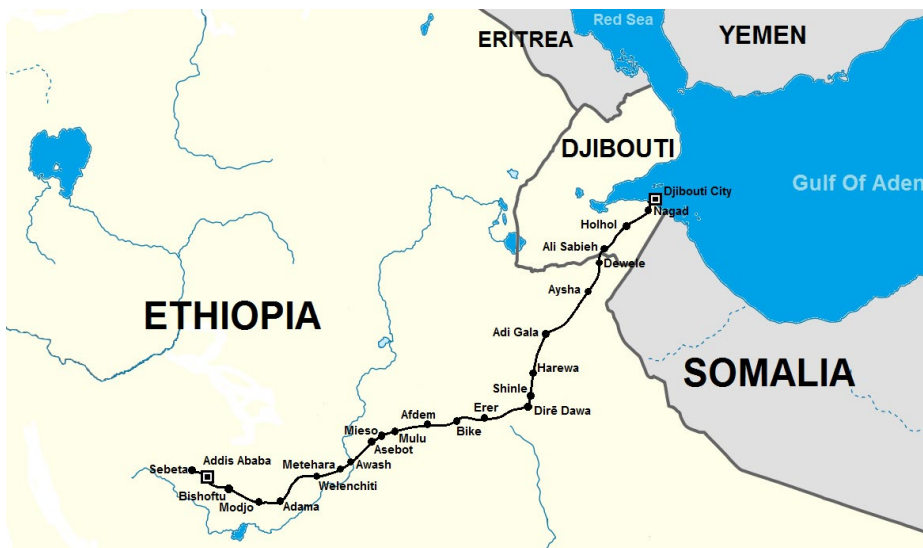 Red Sea
ERITREA
YEMEN
DJIBOUTI
Gulf Of Aden
Djibouti City
Nagad
Holhol
Ali Sabieh
Dewele
Aysha
ETHIOPIA
Adi Gala
SOMALIA
Harewa
Shinle
Dirē Dawa
Erer
Afdem
Bike
Mieso
Mulu
Asebot
Addis Ababa
Metehara
Awash
Sebeta
Welenchiti
Bishoftu
Modjo
Adama